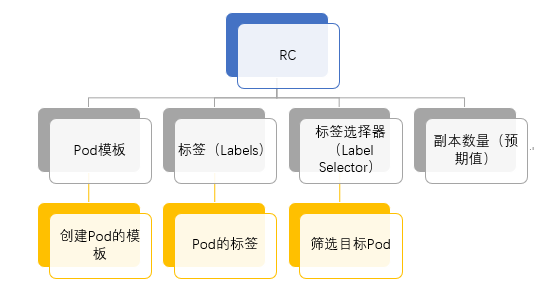 RC
Pod模板
标签（Labels）
标签选择器
（Label
Selector）
副本数量（预
期值）
创建Pod的模
板
Pod的标签
筛选目标Pod